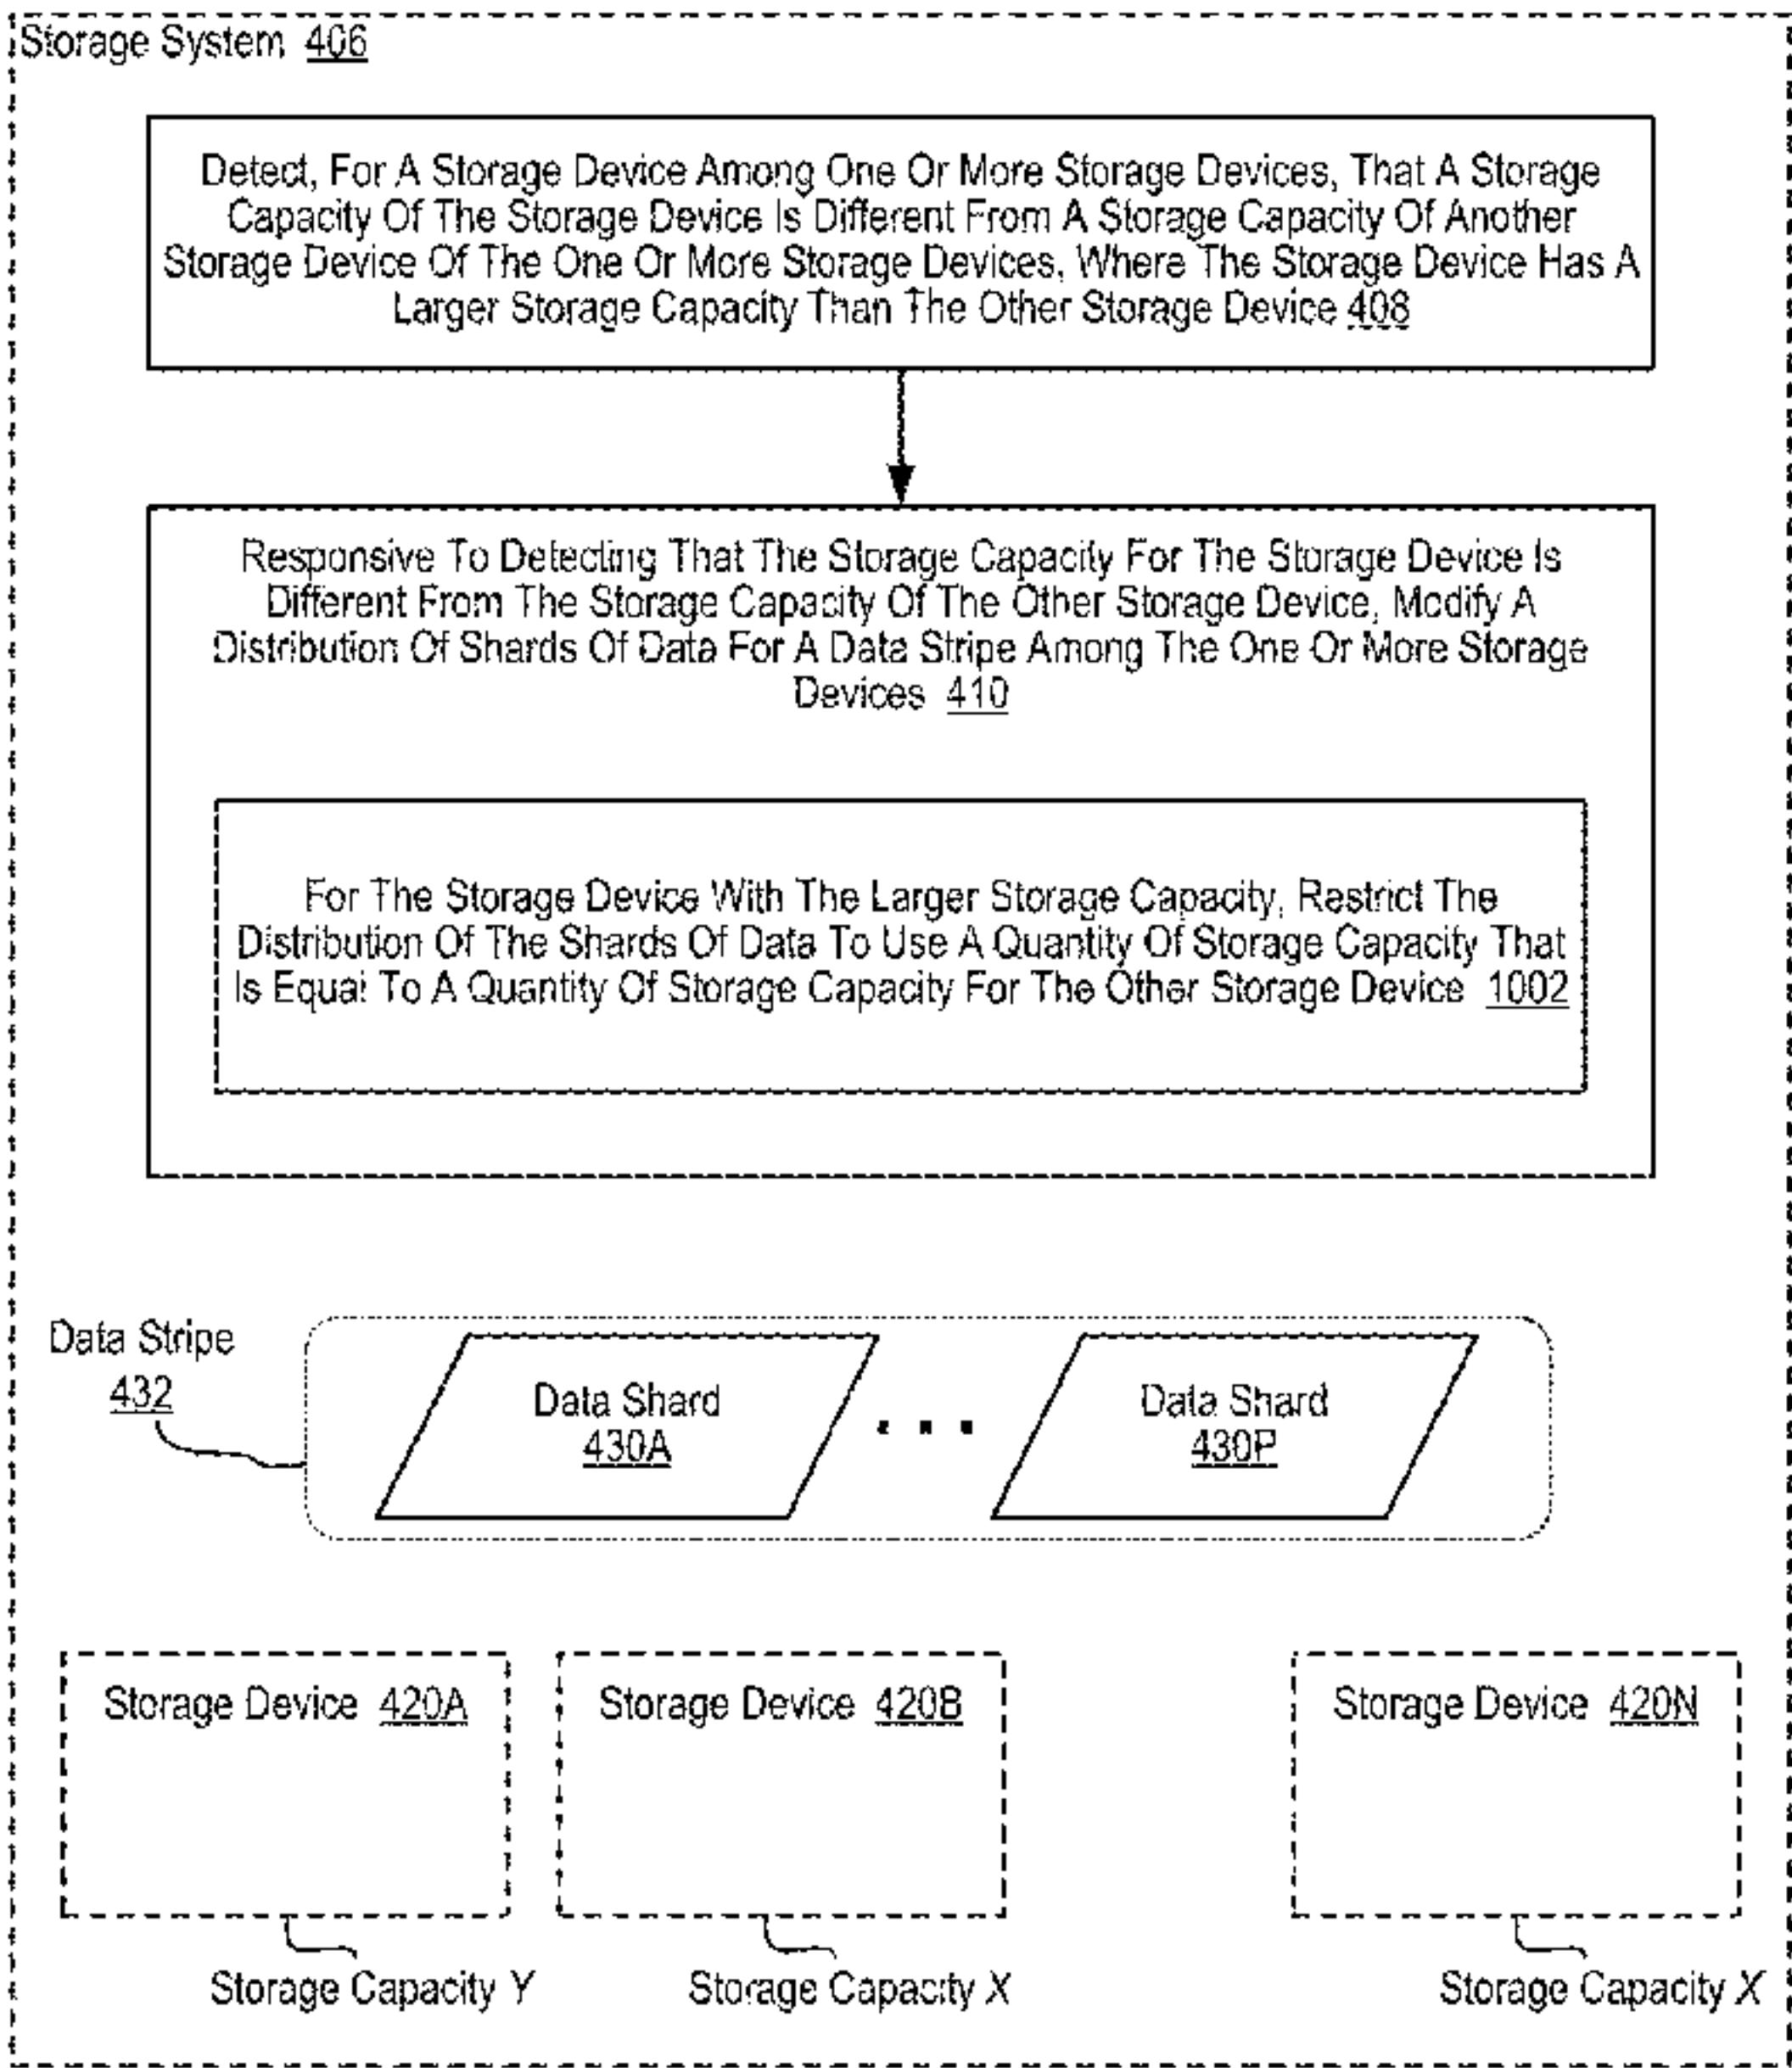 Storage System 406
Detect, For A Storage Device Among One Or More Storage Devices, That A Storage
Capacity Of The Storage Device Is Different From A Storage Capacity Of Another
Storage Device Of The One Or More Storage Devices, Where The Storage Device Has A
Larger Storage Capacity Than The Other Storage Device 408
Responsive To Detecting That The Storage Capacity For The Storage Device Is
Different From The Storage Capacity Of The Other Storage Device, Modify A
Distribution Of Shards Of Data For A Data Stripe Among The One Or More Storage
Devices 410
For The Storage Device With The Larger Storage Capacity, Restrict The
Distribution Of The Shards Of Data To Use A Quantity Of Storage Capacity That
Is Equal To A Quantity Of Storage Capacity For The Other Storage Device 1002
Data Stripe
432
Data Shard
430A
...
Data Shard
430P
Storage Device 420A
Storage Device 420B
Storage Device 420N
Storage Capacity Y
Storage Capacity X
Storage Capacity X